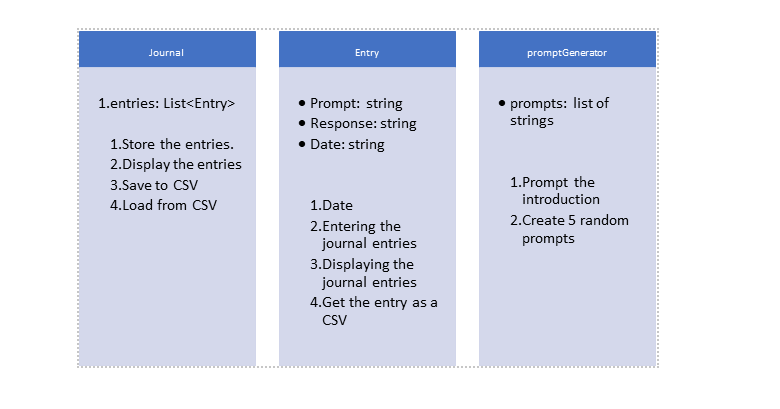 Journal
1.entries: List<Entry>
1.Store the entries.
2.Display the entries
3.Save to CSV
4.Load from CSV
Entry
• Prompt: string
• Response: string
• Date: string
1.Date
2.Entering the
journal entries
3.Displaying the
journal entries
4.Get the entry as a
CSV
promptGenerator
• prompts: list of
strings
1.Prompt the
introduction
2.Create 5 random
prompts